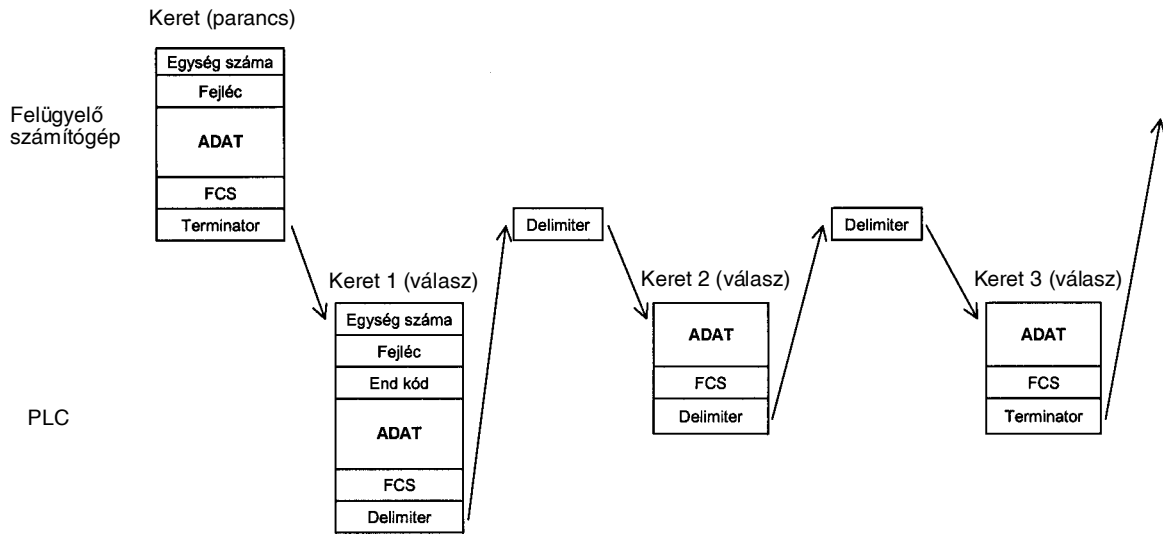 Keret (parancs)
Egység száma
Fejléc
ADAT
FCS
Terminator
Felügyelő
számítógép
Delimiter
Delimiter
Keret 1 (válasz)
Egység száma
Fejléc
End kód
ADAT
FCS
Delimiter
Keret 2 (válasz)
ADAT
FCS
Delimiter
Keret 3 (válasz)
ADAT
FCS
Terminator
PLC